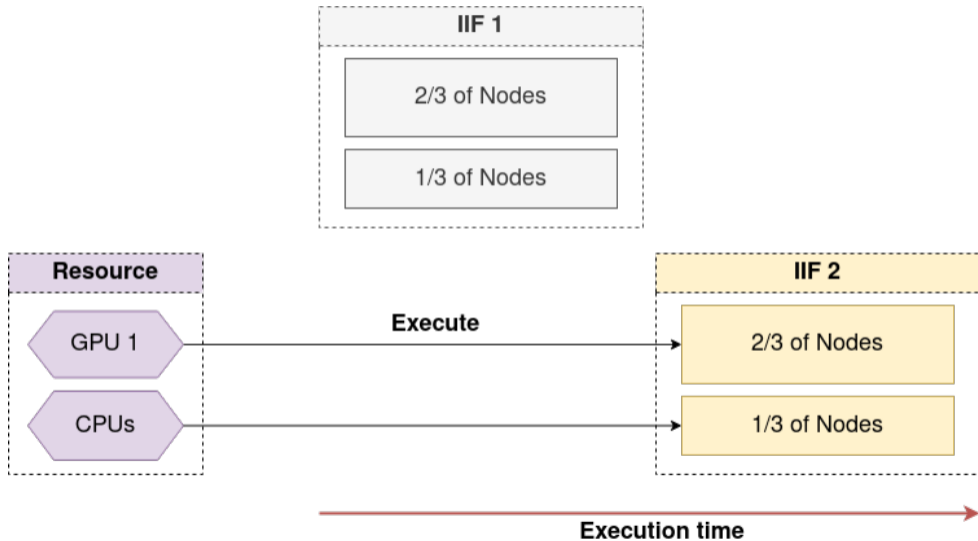 IIF 1
2/3 of Nodes
1/3 of Nodes
Resource
GPU 1
CPUs
Execute
IIF 2
2/3 of Nodes
1/3 of Nodes
Execution time